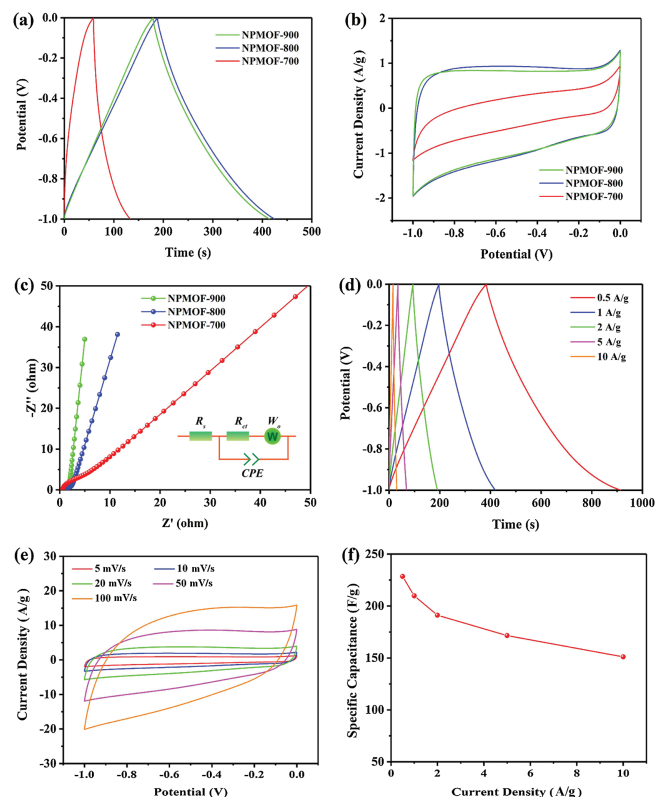 (a)
0.0
-0.2
-0.4
-0.6
-0.8
-1.0
Potential (V)
0 100 200 300 400 500
Time (s)
NPMOF-900
NPMOF-800
NPMOF-700
(b)
2
1
0
-1
-2
Current Density (A/g)
-1.0 -0.8 -0.6 -0.4 -0.2 0.0
Potential (V)
NPMOF-900
NPMOF-800
NPMOF-700
(c)
50
40
30
20
10
0
-Z'' (ohm)
0 10 20 30 40 50
Z' (ohm)
NPMOF-900
NPMOF-800
NPMOF-700
Rs Rct Wo
W
CPE
(d)
0.0
-0.2
-0.4
-0.6
-0.8
-1.0
Potential (V)
0 200 400 600 800 1000
Time (s)
0.5 A/g
1 A/g
2 A/g
5 A/g
10 A/g
(e)
30
20
10
0
-10
-20
-30
Current Density (A/g)
-1.0 -0.8 -0.6 -0.4 -0.2 0.0
Potential (V)
5 mV/s 10 mV/s
20 mV/s 50 mV/s
100 mV/s
(f)
250
225
200
175
150
125
100
75
50
Specific Capacitance (F/g)
0 2 4 6 8 10
Current Density (A/g)